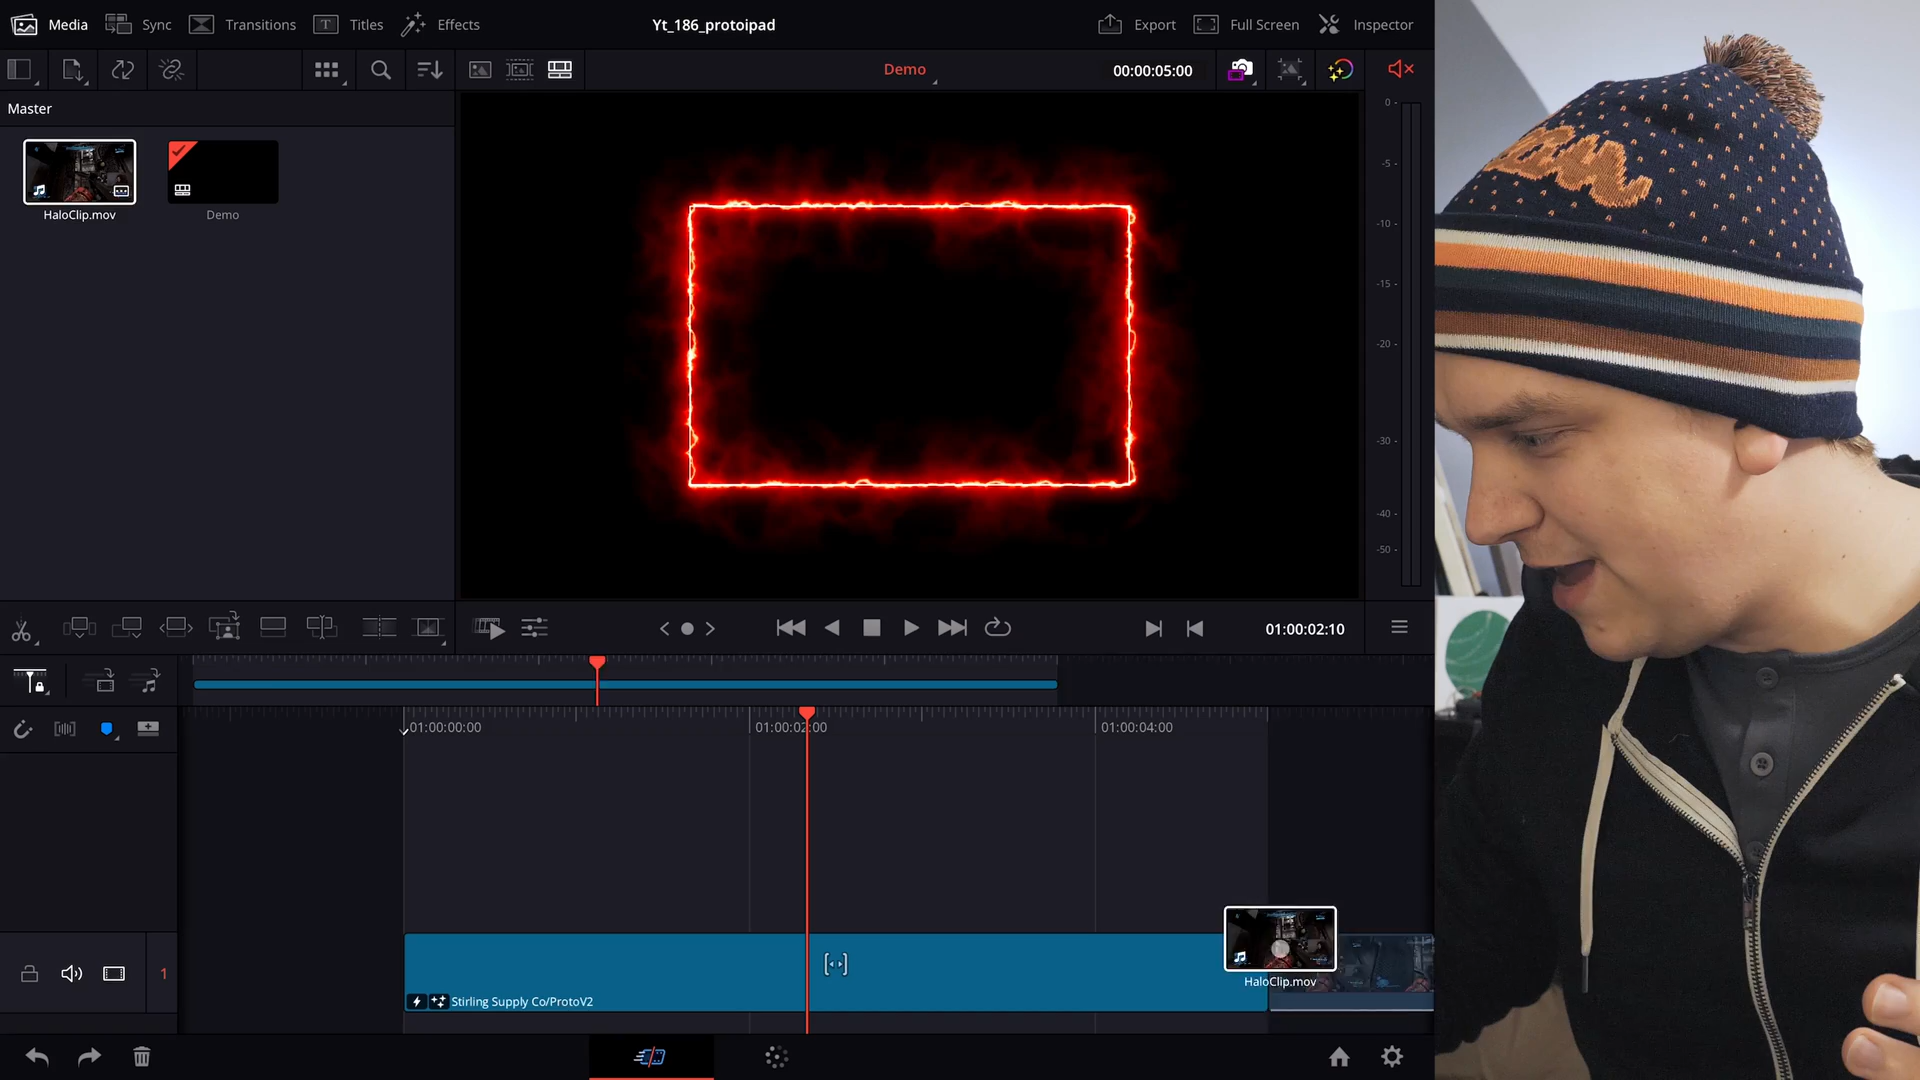 Media
Sync
Transitions
Titles
Effects
Yt_186_protoipad
Export
Full Screen
Inspector
Demo
00:00:05:00
Master
HaloClip.mov
Demo
0
-5
-10
-15
-20
-30
-40
-50
01:00:02:10
01:00:00:00
01:00:02:00
01:00:04:00
HaloClip.mov
1
Stirling Supply Co/ProtoV2